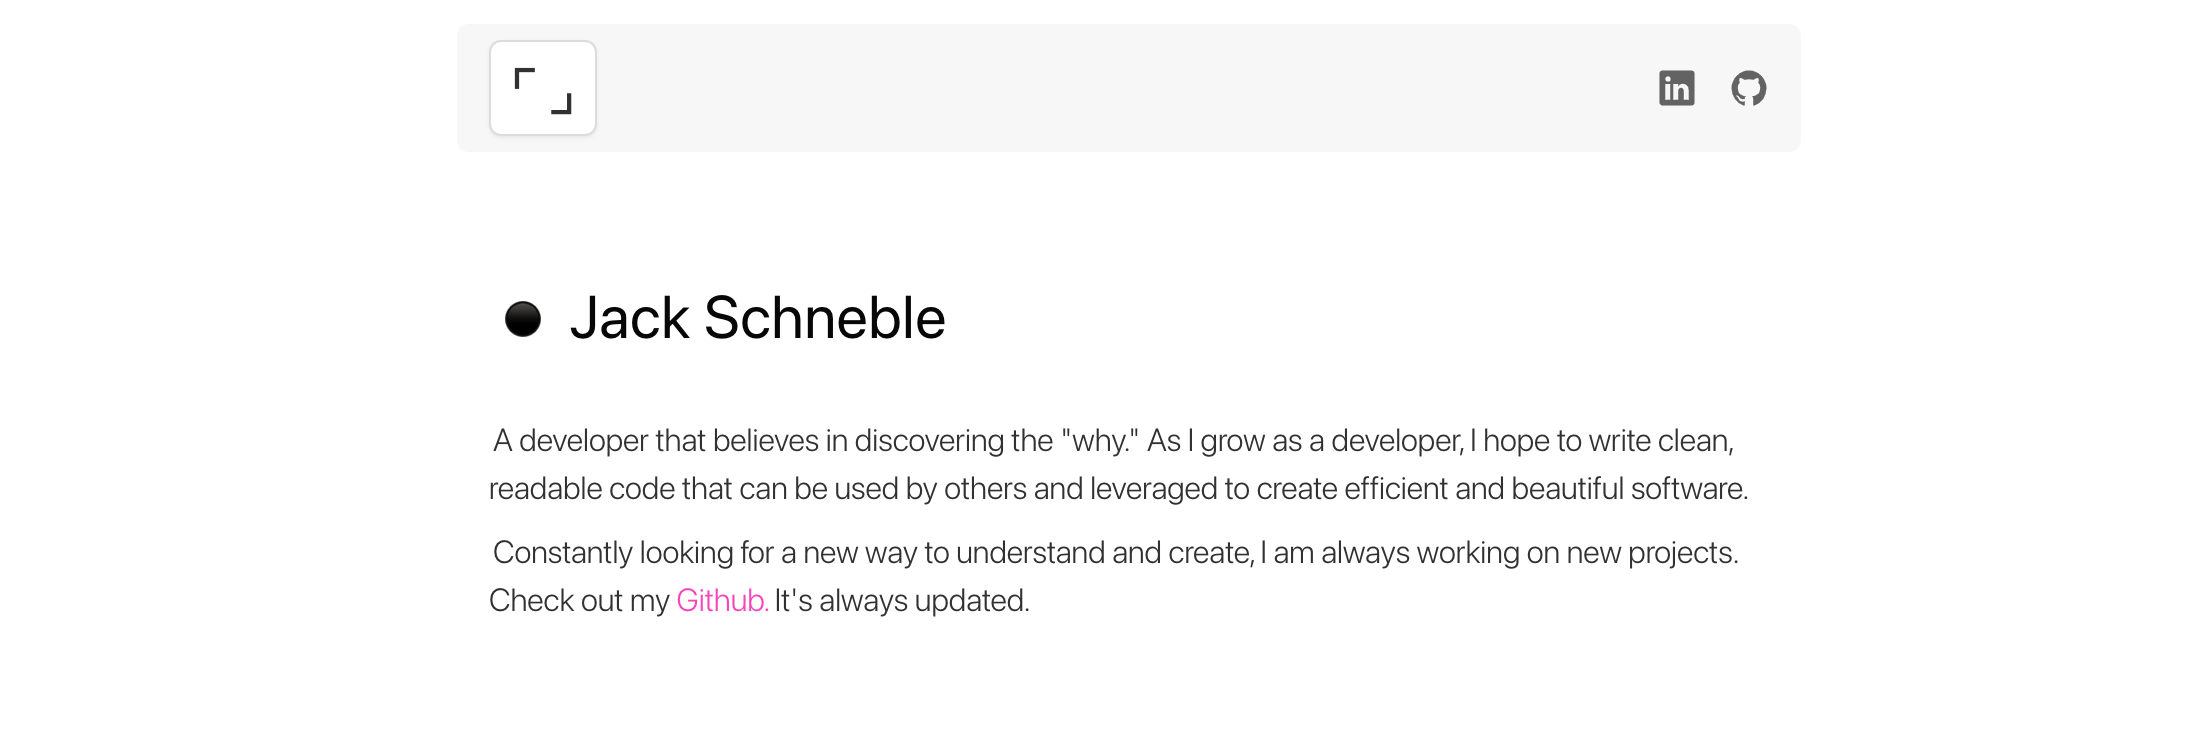 Jack Schneble
A developer that believes in discovering the "why." As I grow as a developer, I hope to write clean,
readable code that can be used by others and leveraged to create efficient and beautiful software.
Constantly looking for a new way to understand and create, I am always working on new projects.
Check out my Github. It's always updated.